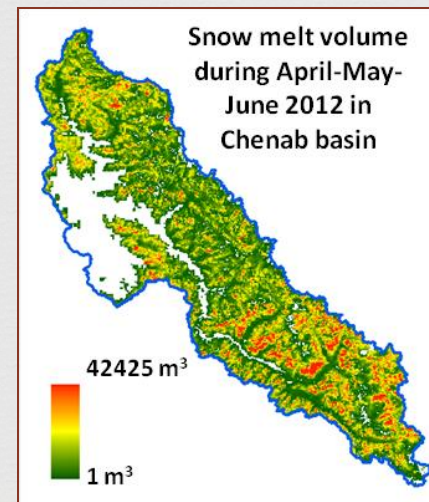 Snow melt volume
during April-May-
June 2012 in
Chenab basin
42425 m³
1 m³